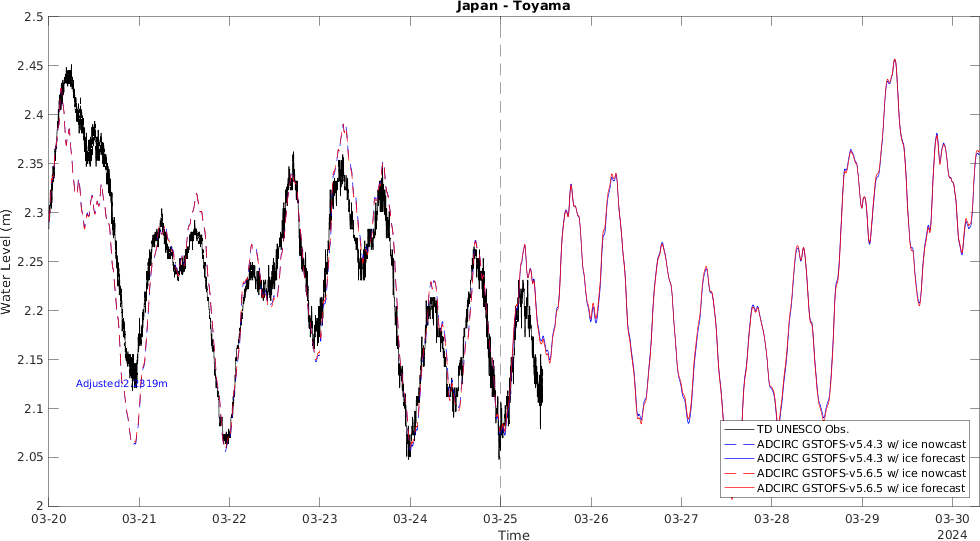 Japan - Toyama
2.5
2.45
2.4
2.35
2.3
2.25
2.2
2.15
2.1
2.05
2
Water Level (m)
TD UNESCO Obs.
ADCIRC GSTOFS-v5.4.3 w/ ice nowcast
ADCIRC GSTOFS-v5.4.3 w/ ice forecast
ADCIRC GSTOFS-v5.6.5 w/ ice nowcast
ADCIRC GSTOFS-v5.6.5 w/ ice forecast
03-20 03-21 03-22 03-23 03-24 03-25 03-26 03-27 03-28 03-29 03-30
Time
2024